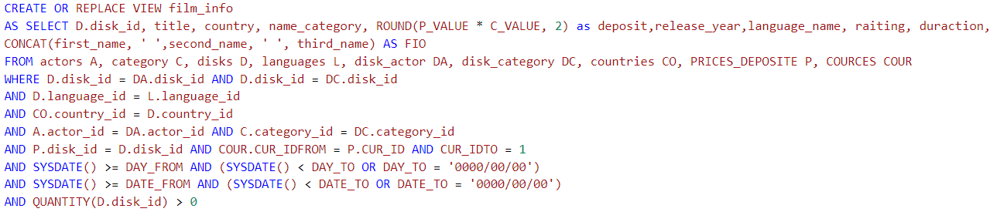 CREATE OR REPLACE VIEW film_info
AS SELECT D.disk_id, title, country, name_category, ROUND(P_VALUE * C_VALUE, 2) as deposit,release_year,language_name, raiting, duraction,
CONCAT(first_name, ' ',second_name, ' ', third_name) AS FIO
FROM actors A, category C, disks D, languages L, disk_actor DA, disk_category DC, countries CO, PRICES_DEPOSITE P, COURCES COUR
WHERE D.disk_id = DA.disk_id AND D.disk_id = DC.disk_id
AND D.language_id = L.language_id
AND CO.country_id = D.country_id
AND A.actor_id = DA.actor_id AND C.category_id = DC.category_id
AND P.disk_id = D.disk_id AND COUR.CUR_IDFROM = P.CUR_ID AND CUR_IDTO = 1
AND SYSDATE() >= DAY_FROM AND (SYSDATE() < DAY_TO OR DAY_TO = '0000/00/00')
AND SYSDATE() >= DATE_FROM AND (SYSDATE() < DATE_TO OR DATE_TO = '0000/00/00')
AND QUANTITY(D.disk_id) > 0